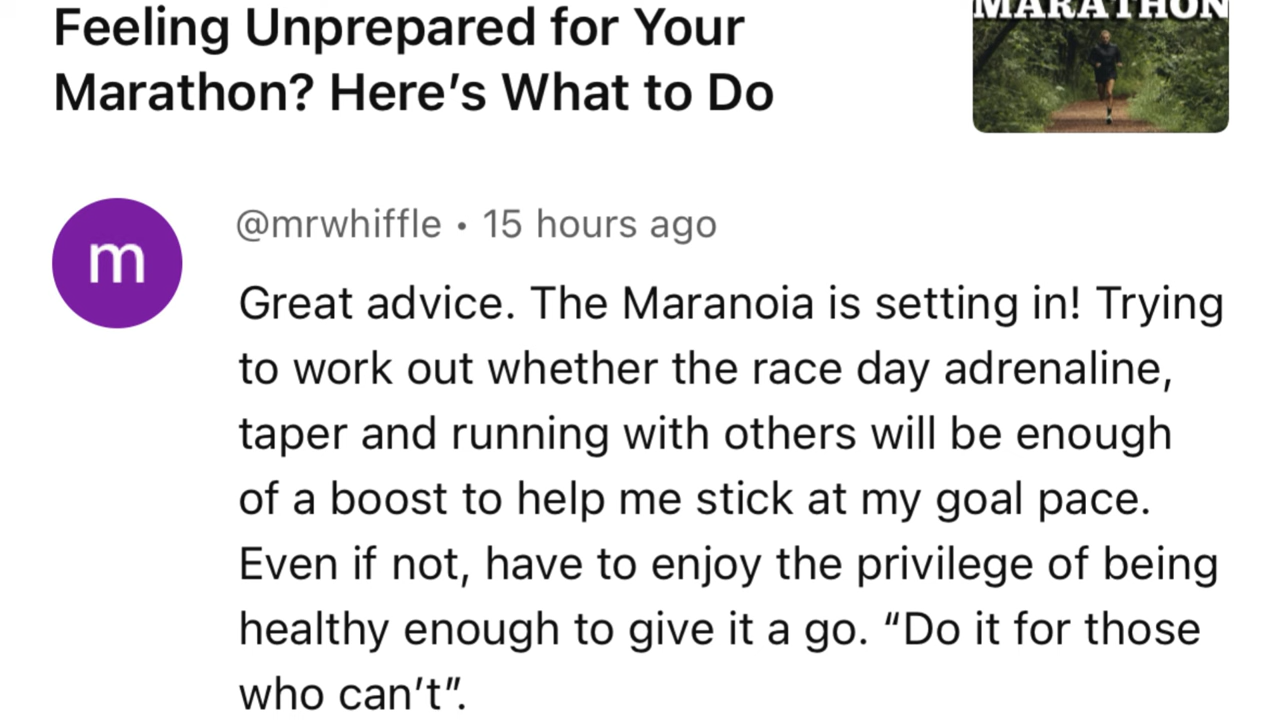 Feeling Unprepared for Your
Marathon? Here’s What to Do
MARATHON
m
@mrwhiffle • 15 hours ago
Great advice. The Maranoia is setting in! Trying
to work out whether the race day adrenaline,
taper and running with others will be enough
of a boost to help me stick at my goal pace.
Even if not, have to enjoy the privilege of being
healthy enough to give it a go. “Do it for those
who can’t”.